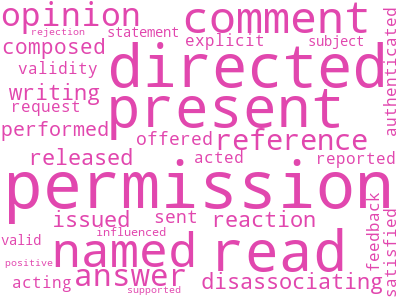 opinion comment
rejection statement
composed explicit subject
validity directed
writing present
request authenticated
performed offered reference
released acted reported
permission
issued sent reaction
named read
valid influenced feedback
positive answer satisfied
acting supported disassociating